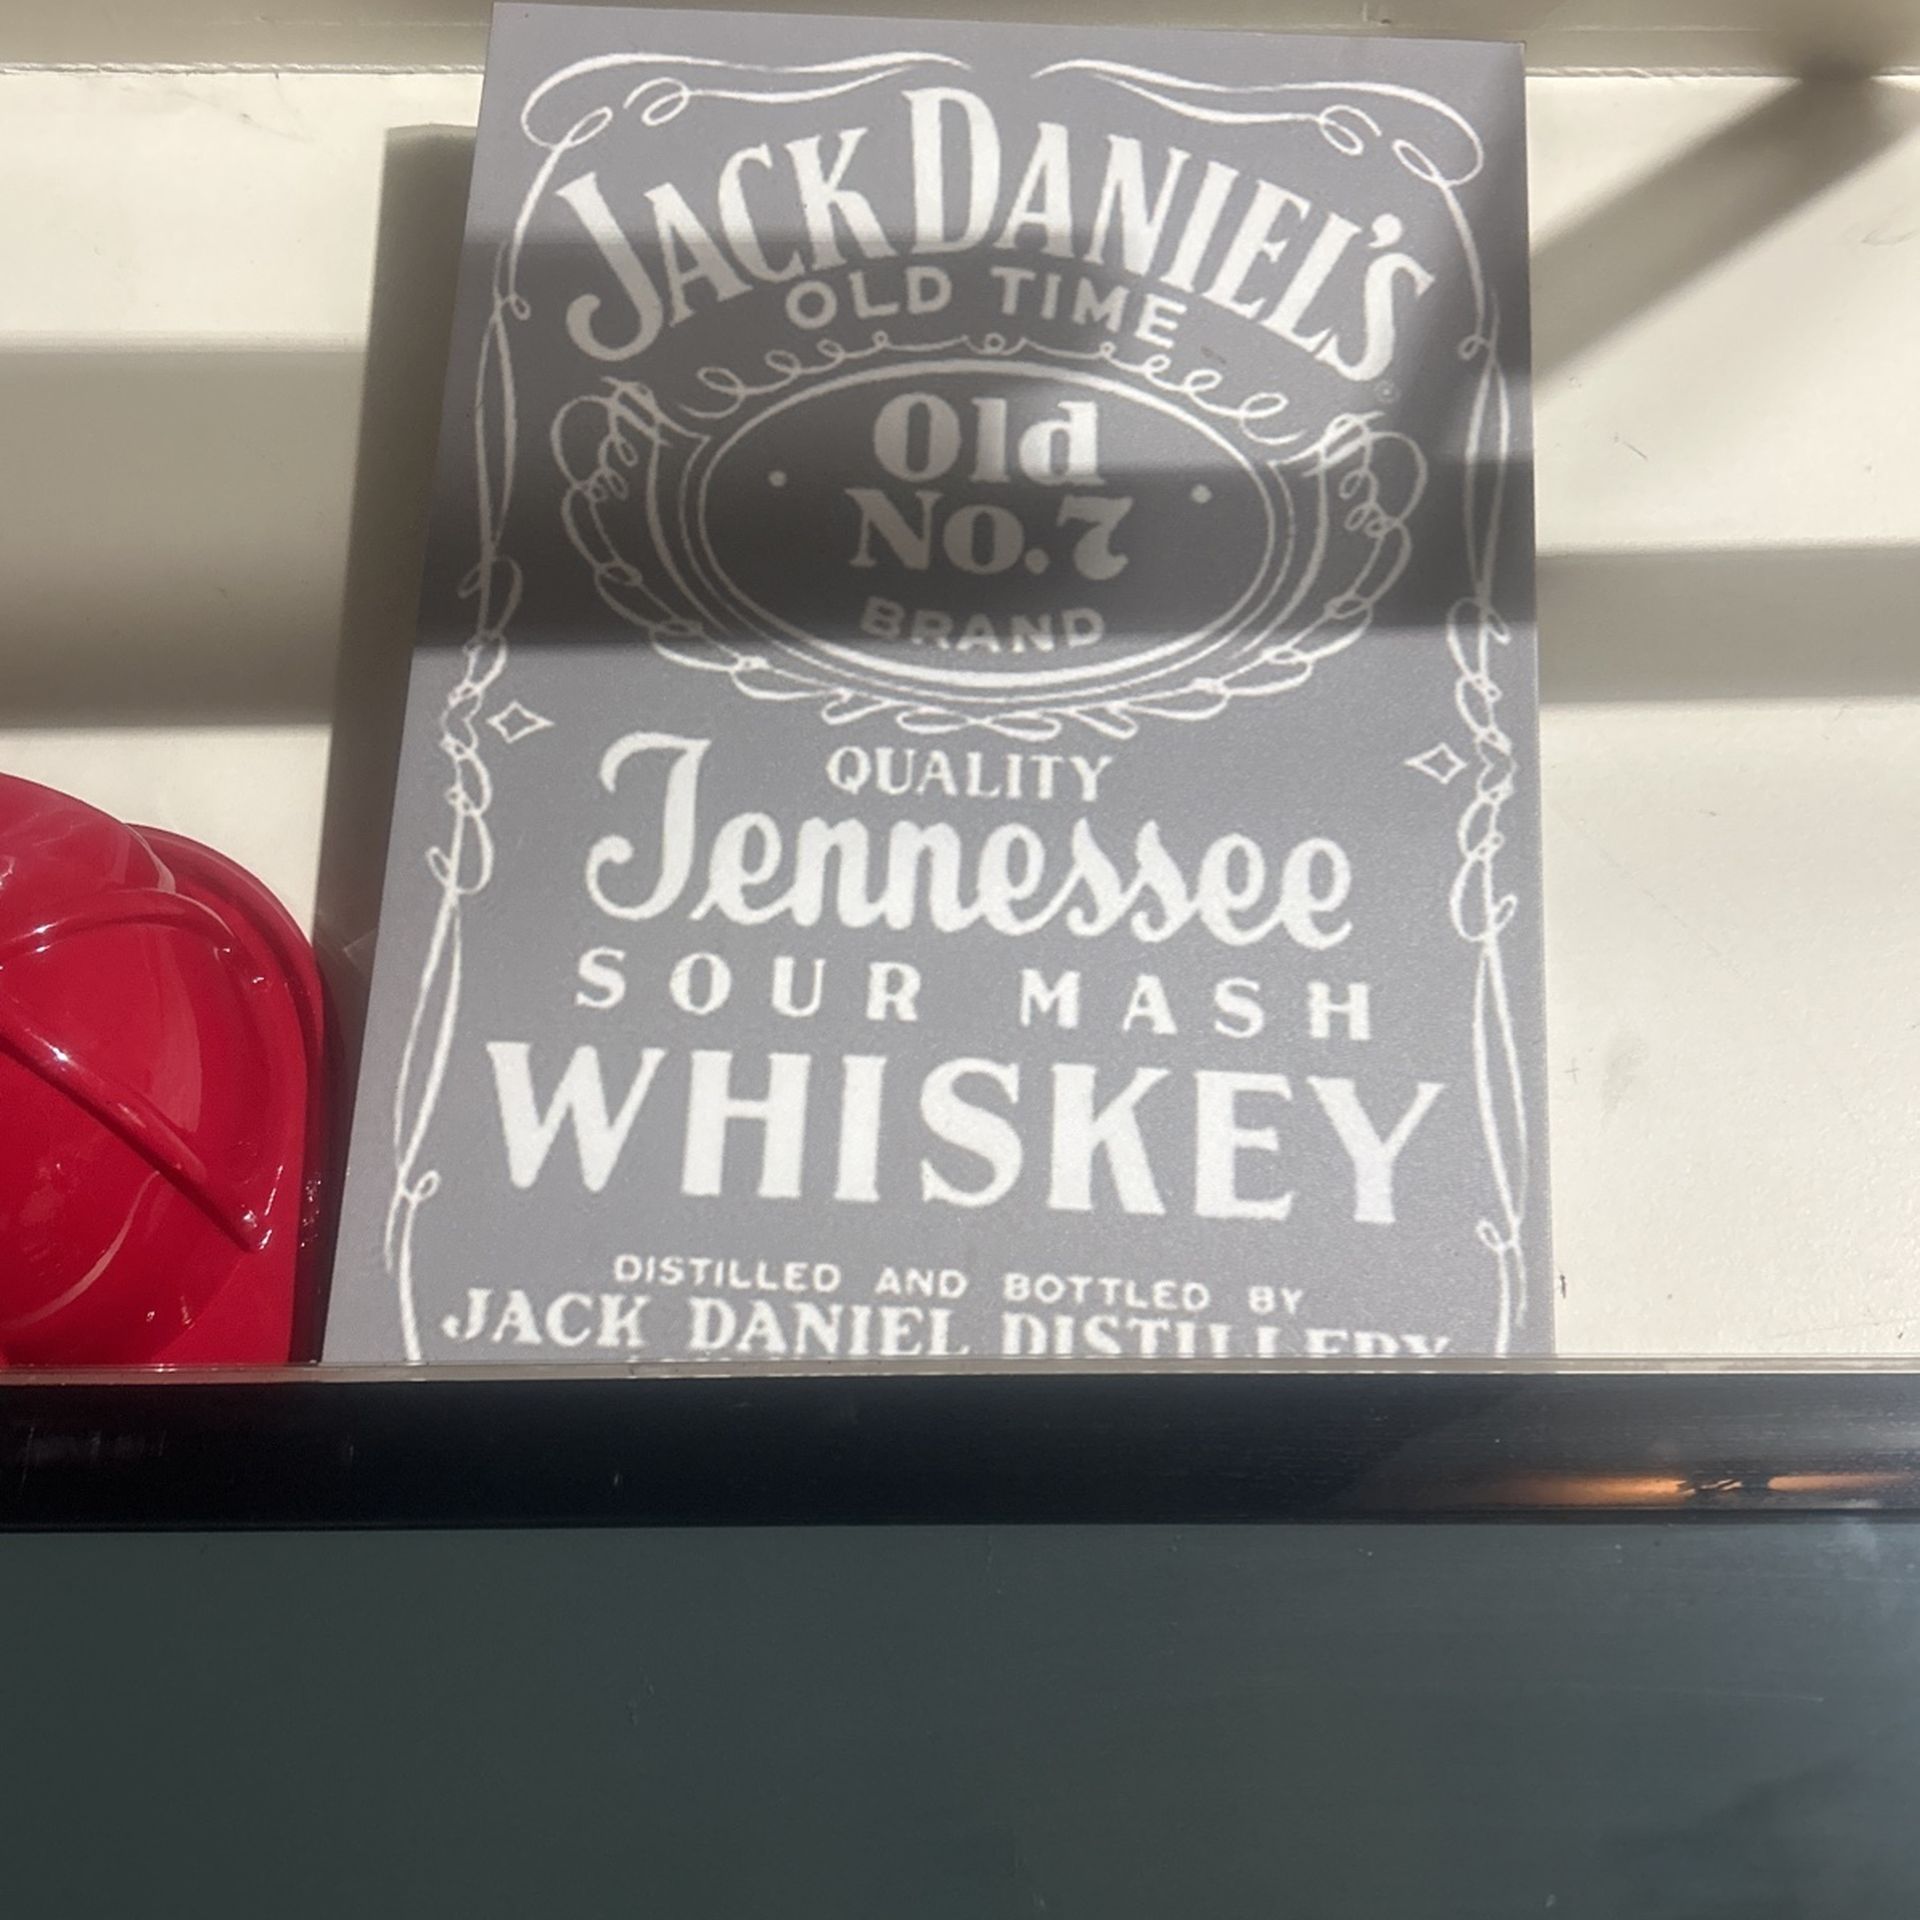 JACK DANIEL'S
OLD TIME
Old
No.7
BRAND
QUALITY
Tennessee
SOUR MASH
WHISKEY
DISTILLED AND BOTTLED BY
JACK DANIEL DISTILLERY